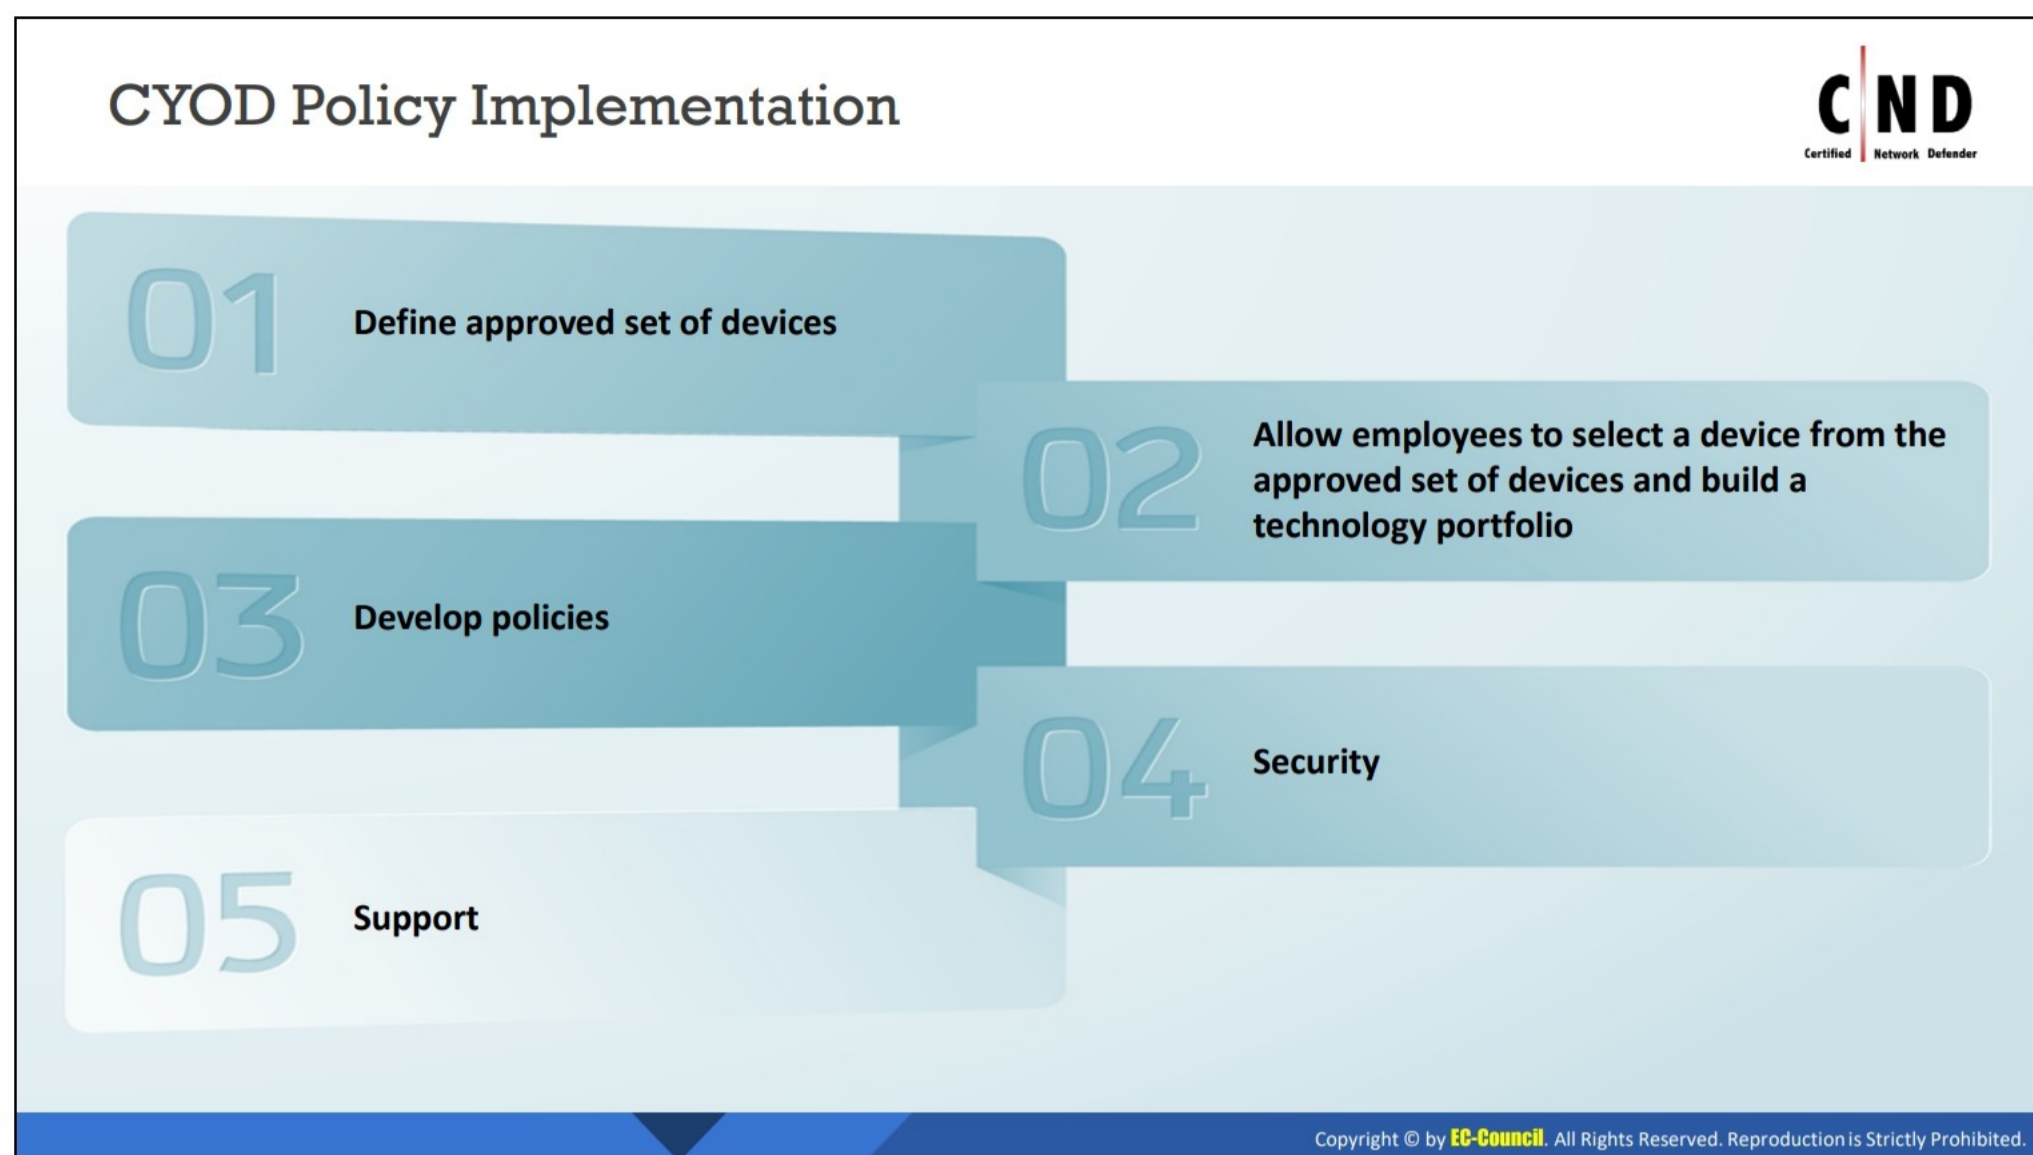 CYOD Policy Implementation
C|ND
Certified Network Defender
01
Define approved set of devices
02
Allow employees to select a device from the
approved set of devices and build a
technology portfolio
03
Develop policies
04
Security
05
Support
Copyright © by EC-Council. All Rights Reserved. Reproduction is Strictly Prohibited.